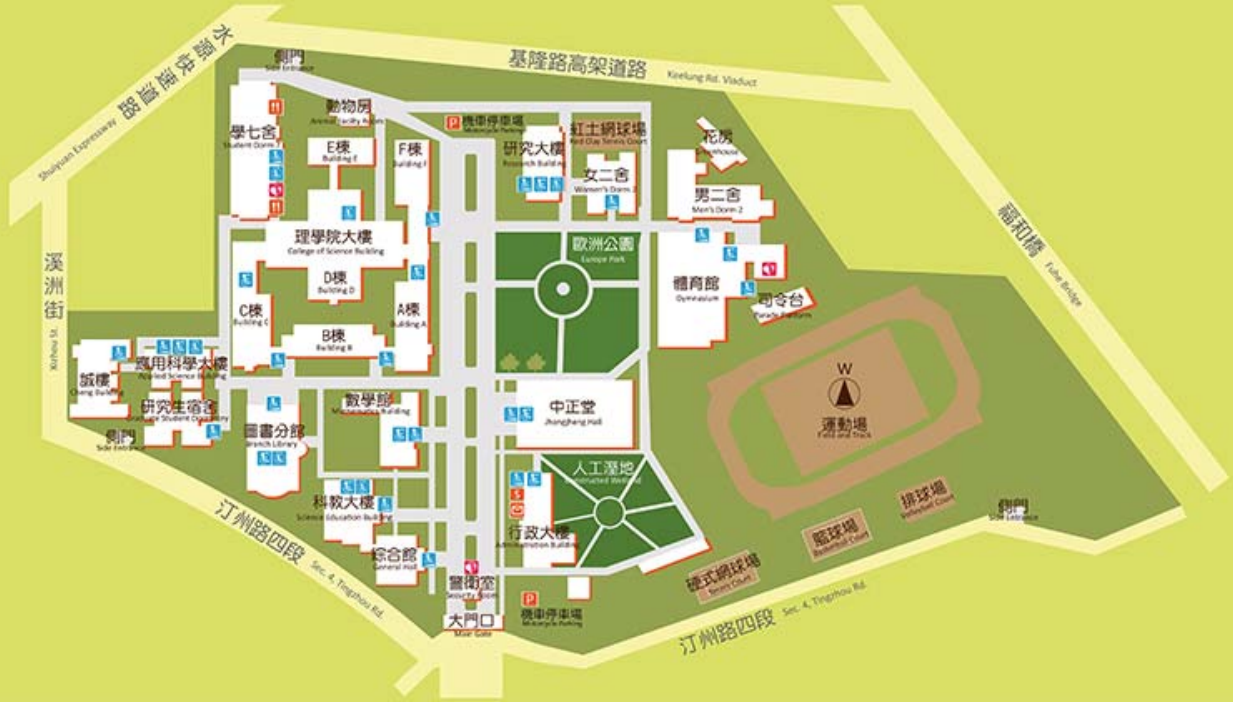 水源快速道路
Shuiyuan Expressway
基隆路高架道路
Keelung Rd. Viaduct
側門
Side Entrance
動物房
Animal Facility Room
P
機車停車場
Motorcycle Parking
學七舍
Student Dorm 7
E棟
Building E
F棟
Building F
研究大樓
Research Building
紅土網球場
Red Clay Tennis Court
花房
Greenhouse
女二舍
Women's Dorm 2
男二舍
Men's Dorm 2
福和橋
Fuhe Bridge
理學院大樓
College of Science Building
歐洲公園
Europe Park
溪洲街
Xizhou St.
D棟
Building D
體育館
Gymnasium
司令台
Parade Platform
C棟
Building C
A棟
Building A
B棟
Building B
誠樓
Cheng Building
應用科學大樓
Applied Science Building
W
運動場
Field and Track
研究生宿舍
Graduate Student Dormitory
數學館
Mathematics Building
中正堂
Jhongjheng Hall
側門
Side Entrance
圖書分館
Branch Library
人工溼地
Constructed Wetland
科教大樓
Science Education Building
行政大樓
Administration Building
排球場
Volleyball Court
籃球場
Basketball Court
側門
Side Entrance
汀州路四段
Sec. 4, Tingzhou Rd.
綜合館
General Hall
硬式網球場
Tennis Court
警衛室
Security Room
P
機車停車場
Motorcycle Parking
大門口
Main Gate
汀州路四段
Sec. 4, Tingzhou Rd.